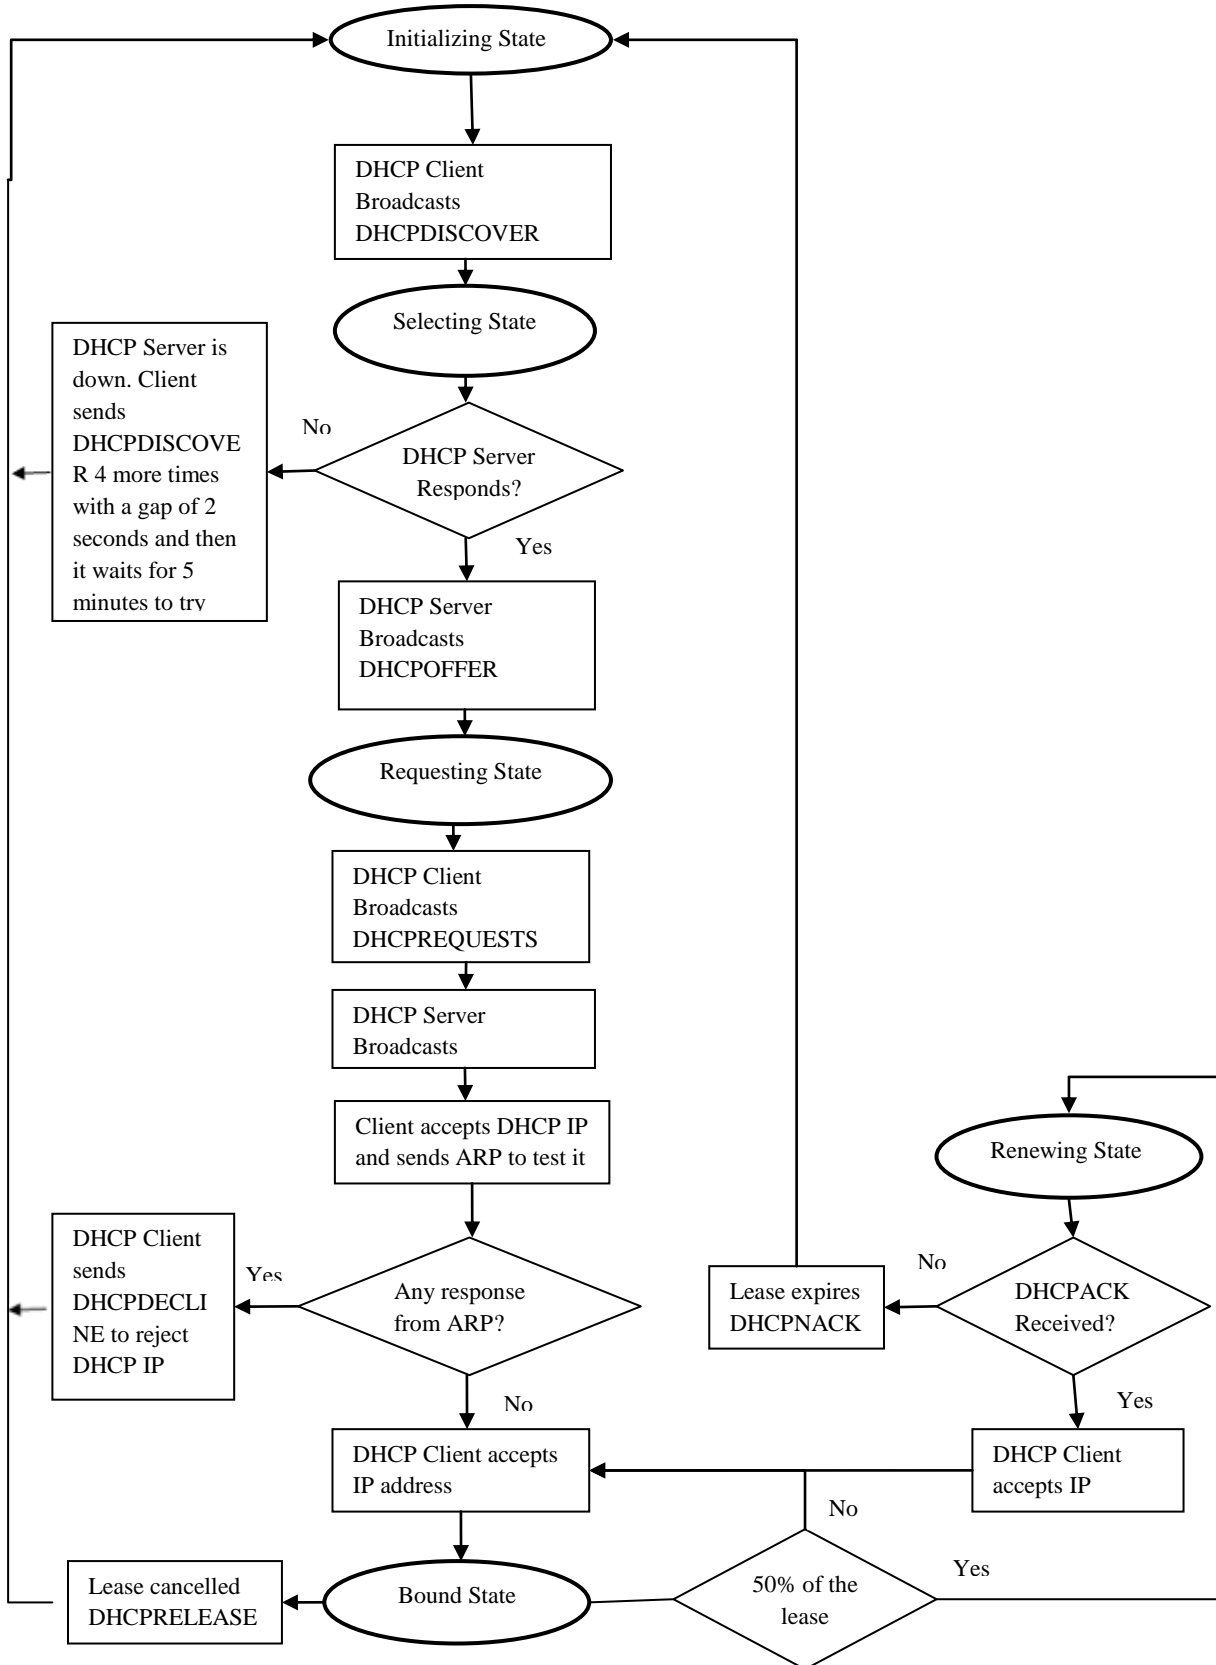 Initializing State
DHCP Client
Broadcasts
DHCPDISCOVER
Selecting State
DHCP Server is
down. Client
sends
DHCPDISCOVE
R 4 more times
with a gap of 2
seconds and then
it waits for 5
minutes to try
No
DHCP Server
Responds?
Yes
DHCP Server
Broadcasts
DHCPOFFER
Requesting State
DHCP Client
Broadcasts
DHCPREQUESTS
DHCP Server
Broadcasts
Client accepts DHCP IP
and sends ARP to test it
Renewing State
DHCP Client
sends
DHCPDECLI
NE to reject
DHCP IP
Yes
Any response
from ARP?
No
Lease expires
DHCPNACK
No
DHCPACK
Received?
Yes
DHCP Client accepts
IP address
DHCP Client
accepts IP
No
Lease cancelled
DHCPRELEASE
Bound State
50% of the
lease
Yes